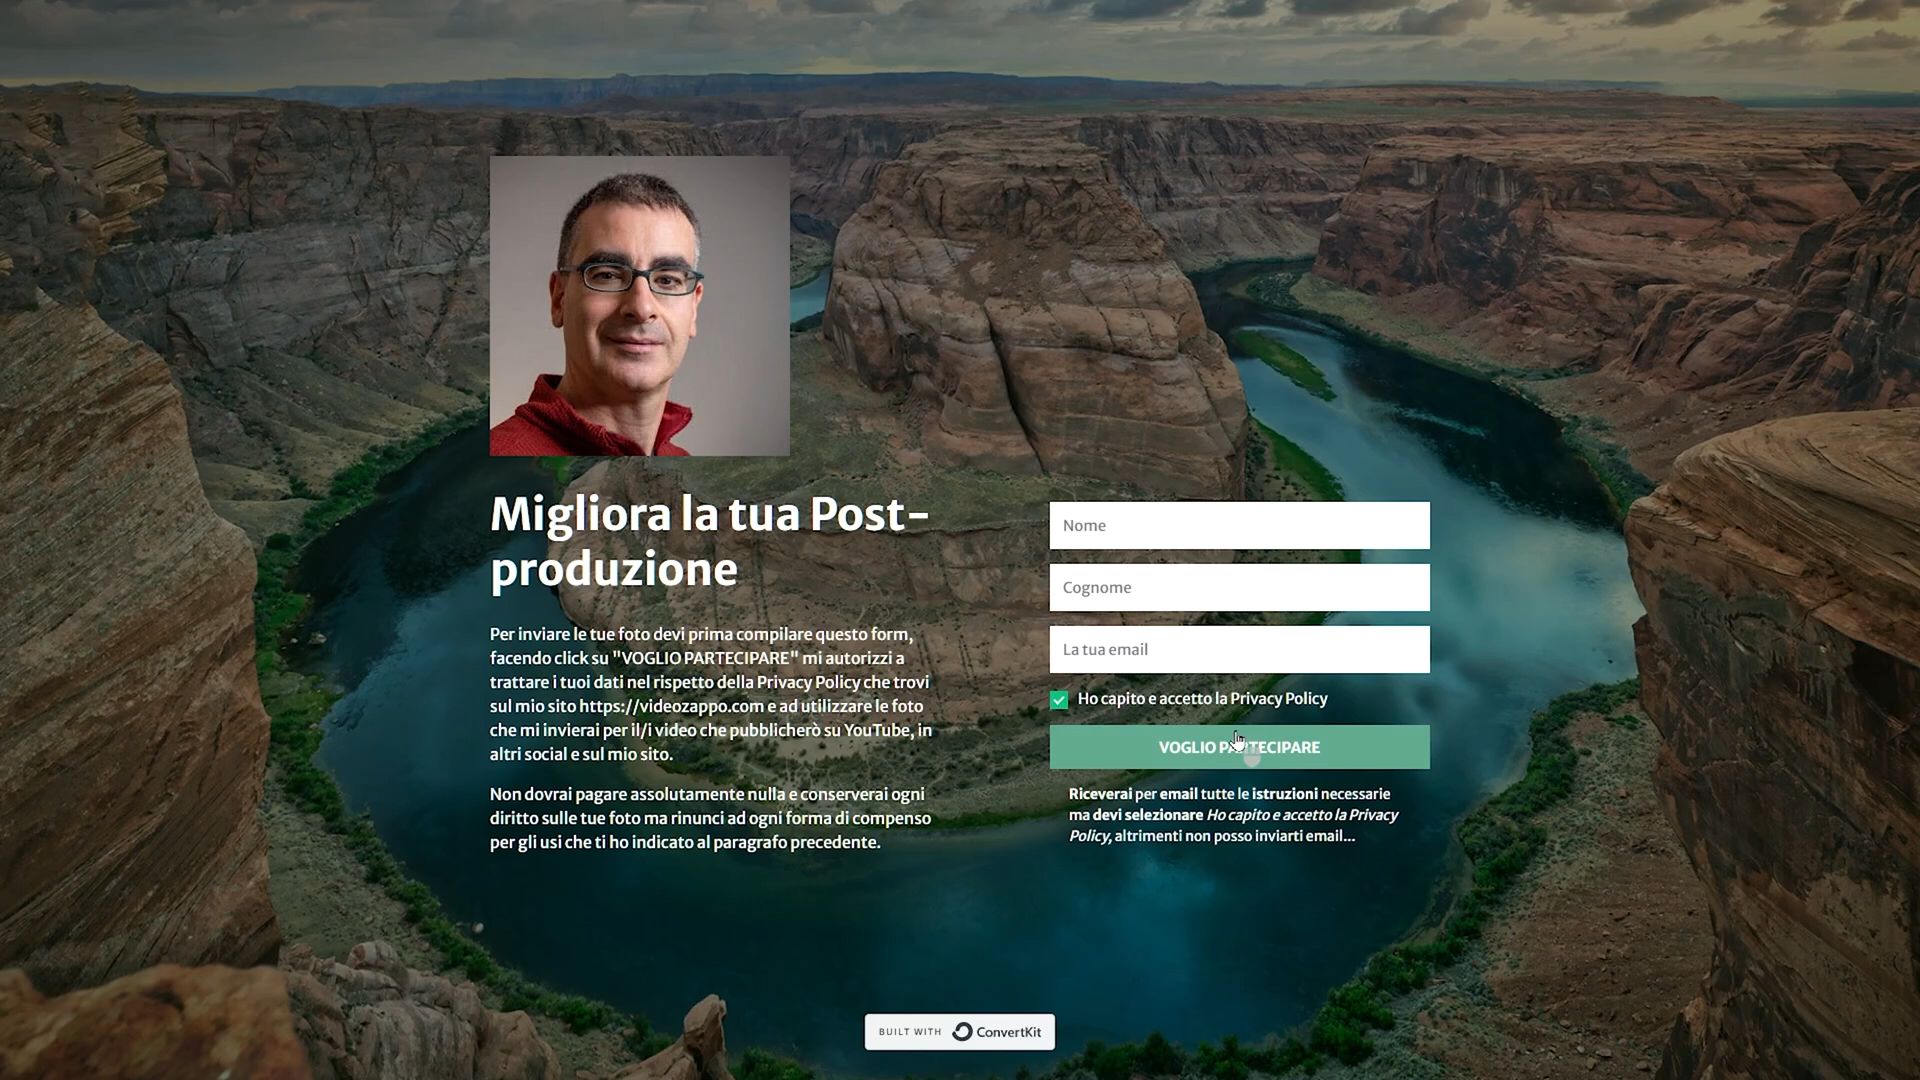 Migliora la tua Post-
produzione
Per inviare le tue foto devi prima compilare questo form,
facendo click su "VOGLIO PARTECIPARE" mi autorizzi a
trattare i tuoi dati nel rispetto della Privacy Policy che trovi
sul mio sito https://videozappo.com e ad utilizzare le foto
che mi invierai per il/i video che pubblicherò su YouTube, in
altri social e sul mio sito.
Non dovrai pagare assolutamente nulla e conserverai ogni
diritto sulle tue foto ma rinunci ad ogni forma di compenso
per gli usi che ti ho indicato al paragrafo precedente.
Nome
Cognome
La tua email
Ho capito e accetto la Privacy Policy
VOGLIO PARTECIPARE
Riceverai per email tutte le istruzioni necessarie
ma devi selezionare Ho capito e accetto la Privacy
Policy, altrimenti non posso inviarti email...
BUILT WITH ConvertKit